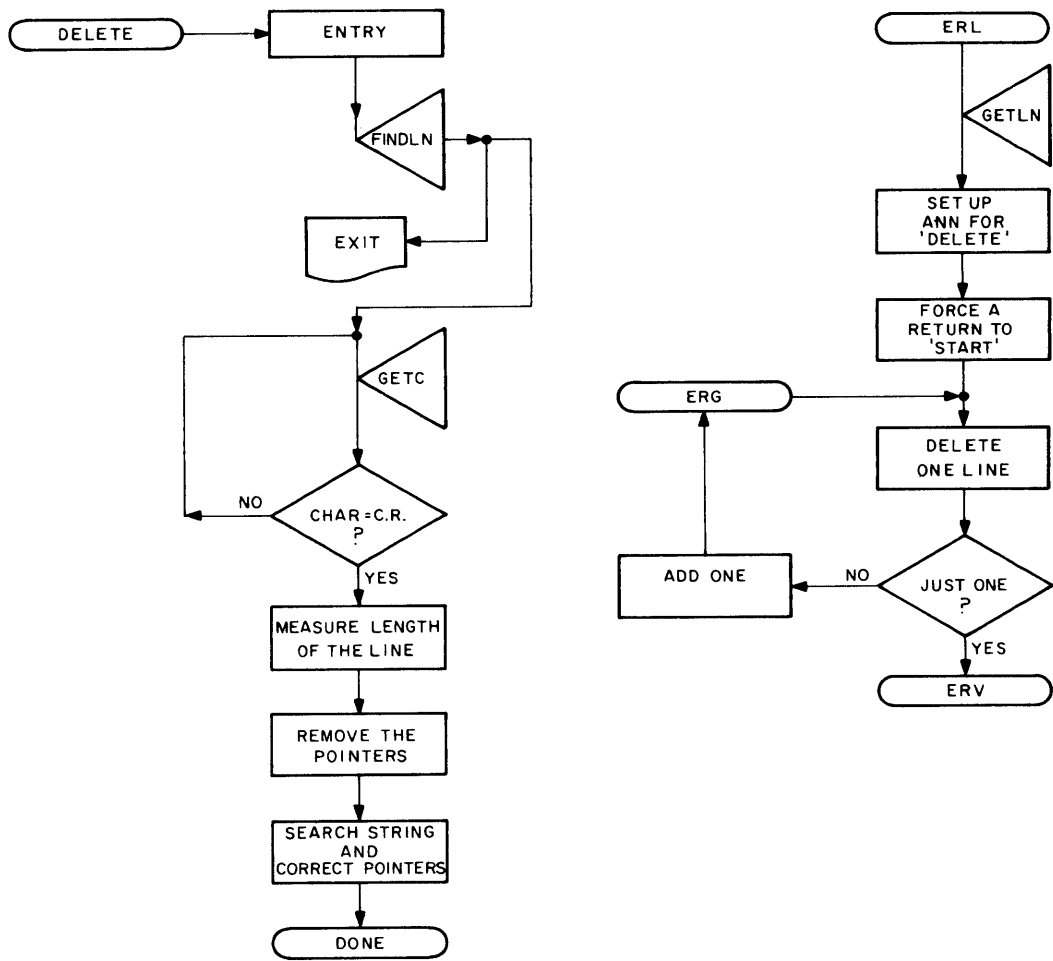 DELETE
ENTRY
FINDLN
EXIT
GETC
NO
CHAR=C.R.
?
YES
MEASURE LENGTH
OF THE LINE
REMOVE THE
POINTERS
SEARCH STRING
AND
CORRECT POINTERS
DONE
ERL
GETLN
SET UP
ANN FOR
'DELETE'
FORCE A
RETURN TO
'START'
ERG
DELETE
ONE LINE
ADD ONE
NO
JUST ONE
?
YES
ERV